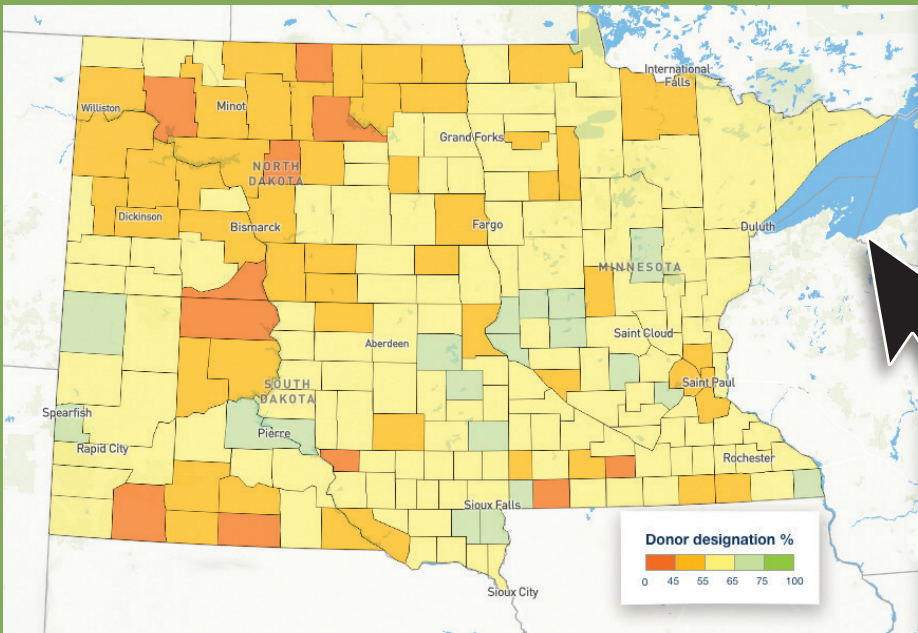 International
Falls
Williston
Minot
Grand Forks
NORTH
DAKOTA
Dickinson
Bismarck
Fargo
Duluth
MINNESOTA
Saint Cloud
Aberdeen
SOUTH
DAKOTA
Saint Paul
Spearfish
Pierre
Rapid City
Rochester
Sioux Falls
Donor designation %
0 45 55 65 75 100
Sioux City